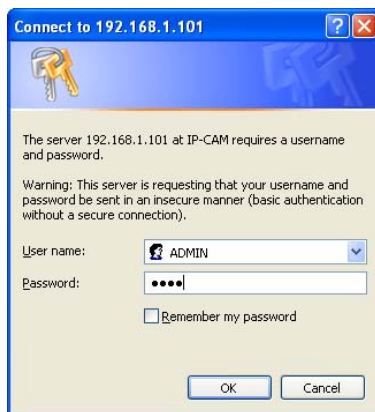 Connect to 192.168.1.101
The server 192.168.1.101 at IP-CAM requires a username
and password.
Warning: This server is requesting that your username and
password be sent in an insecure manner (basic authentication
without a secure connection).
User name:
ADMIN
Password:
••••
Remember my password
OK
Cancel